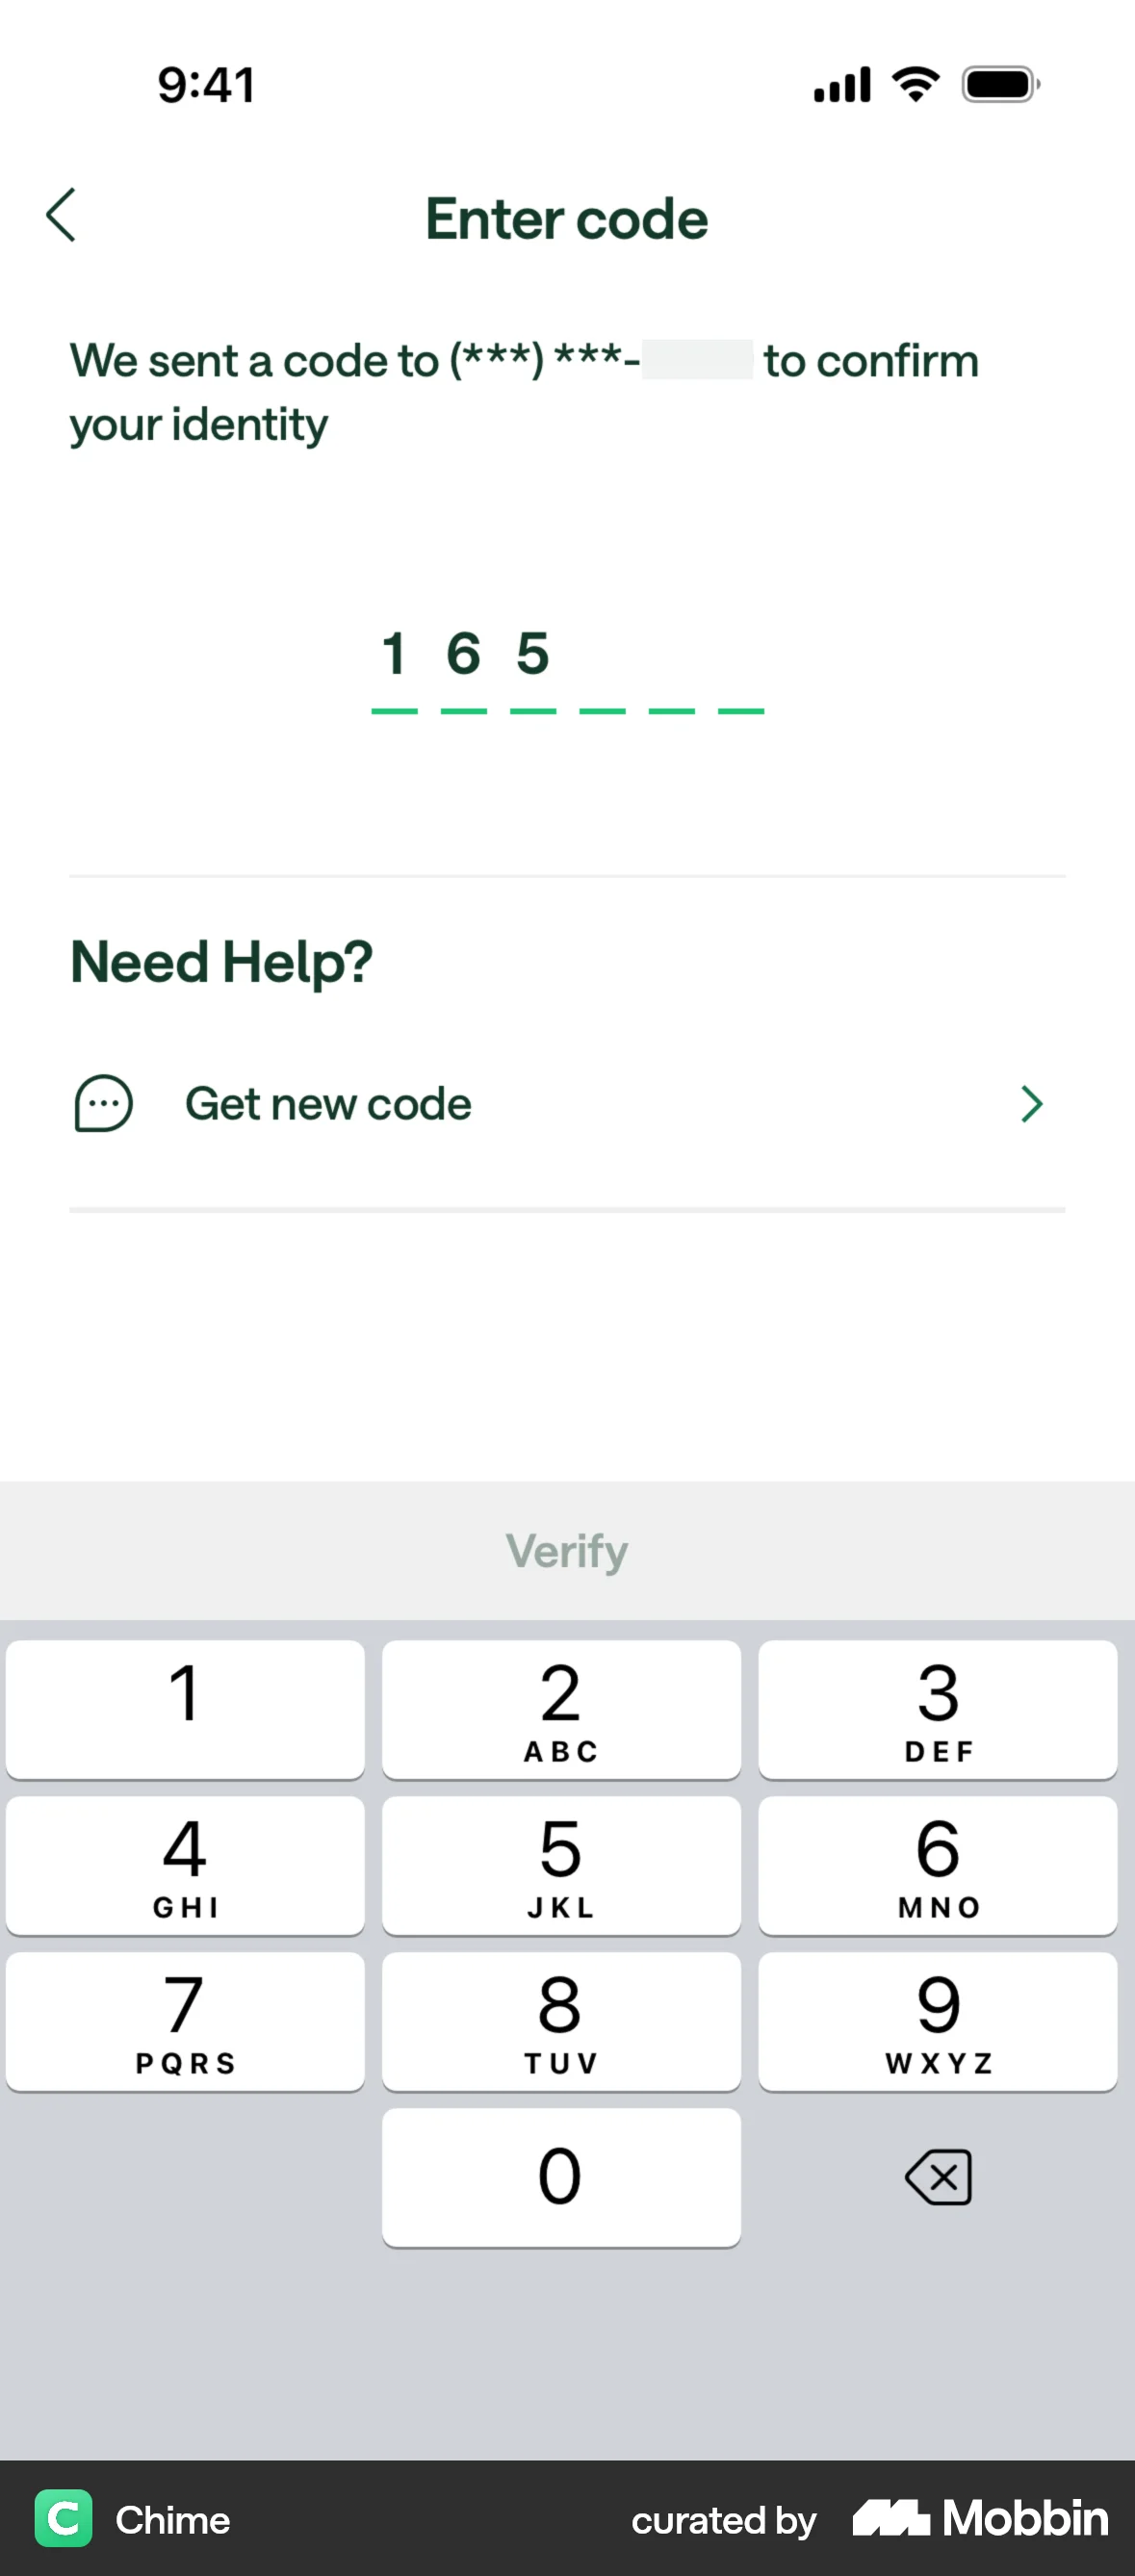 9:41
Enter code
We sent a code to (***) ***- to confirm
your identity
1 6 5
Need Help?
Get new code
Verify
1 2 3
ABC DEF
4 5 6
GHI JKL MNO
7 8 9
PQRS TUV WXYZ
0
C Chime curated by Mobbin